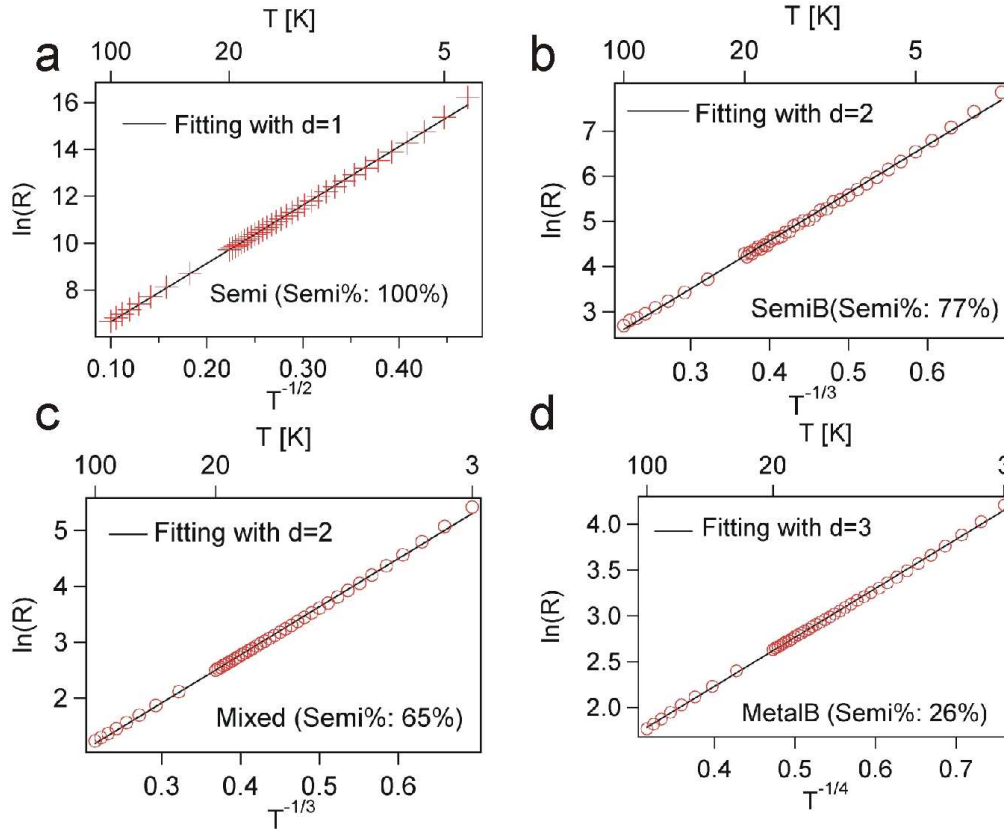 a
T [K]
100 20 5
16
14
12
10
8
ln(R)
Fitting with d=1
Semi (Semi%: 100%)
0.10 0.20 0.30 0.40
T^-1/2
b
T [K]
100 20 5
7
6
5
4
3
ln(R)
Fitting with d=2
SemiB(Semi%: 77%)
0.3 0.4 0.5 0.6
T^-1/3
c
T [K]
100 20 3
5
4
3
2
ln(R)
Fitting with d=2
Mixed (Semi%: 65%)
0.3 0.4 0.5 0.6
T^-1/3
d
T [K]
100 20 3
4.0
3.5
3.0
2.5
2.0
ln(R)
Fitting with d=3
MetalB (Semi%: 26%)
0.4 0.5 0.6 0.7
T^-1/4